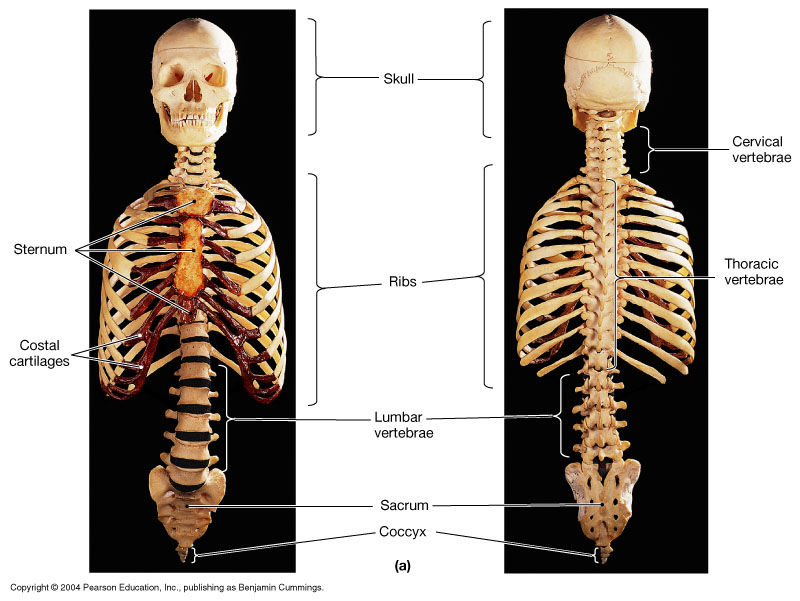 Skull
Cervical
vertebrae
Sternum
Ribs
Thoracic
vertebrae
Costal
cartilages
Lumbar
vertebrae
Sacrum
Coccyx
(a)
Copyright © 2004 Pearson Education, Inc., publishing as Benjamin Cummings.